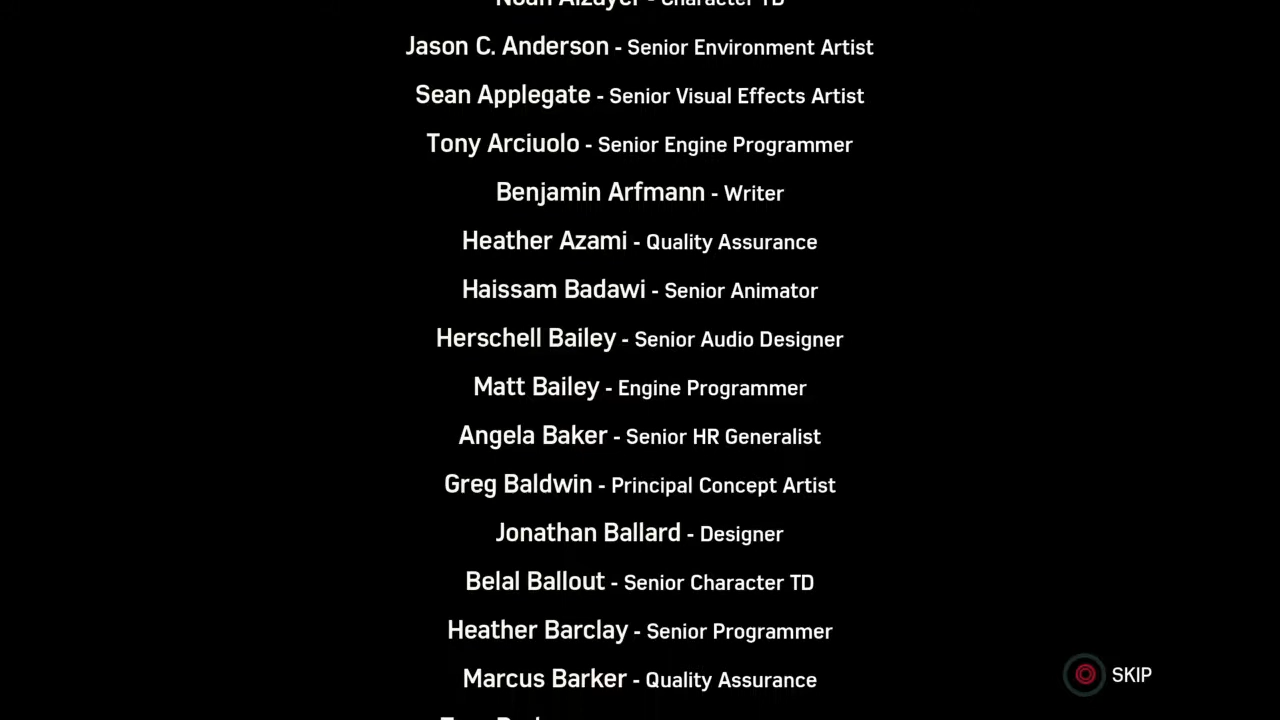 Character TD
Jason C. Anderson - Senior Environment Artist
Sean Applegate - Senior Visual Effects Artist
Tony Arciuolo - Senior Engine Programmer
Benjamin Arfmann - Writer
Heather Azami - Quality Assurance
Haissam Badawi - Senior Animator
Herschell Bailey - Senior Audio Designer
Matt Bailey - Engine Programmer
Angela Baker - Senior HR Generalist
Greg Baldwin - Principal Concept Artist
Jonathan Ballard - Designer
Belal Ballout - Senior Character TD
Heather Barclay - Senior Programmer
Marcus Barker - Quality Assurance
SKIP